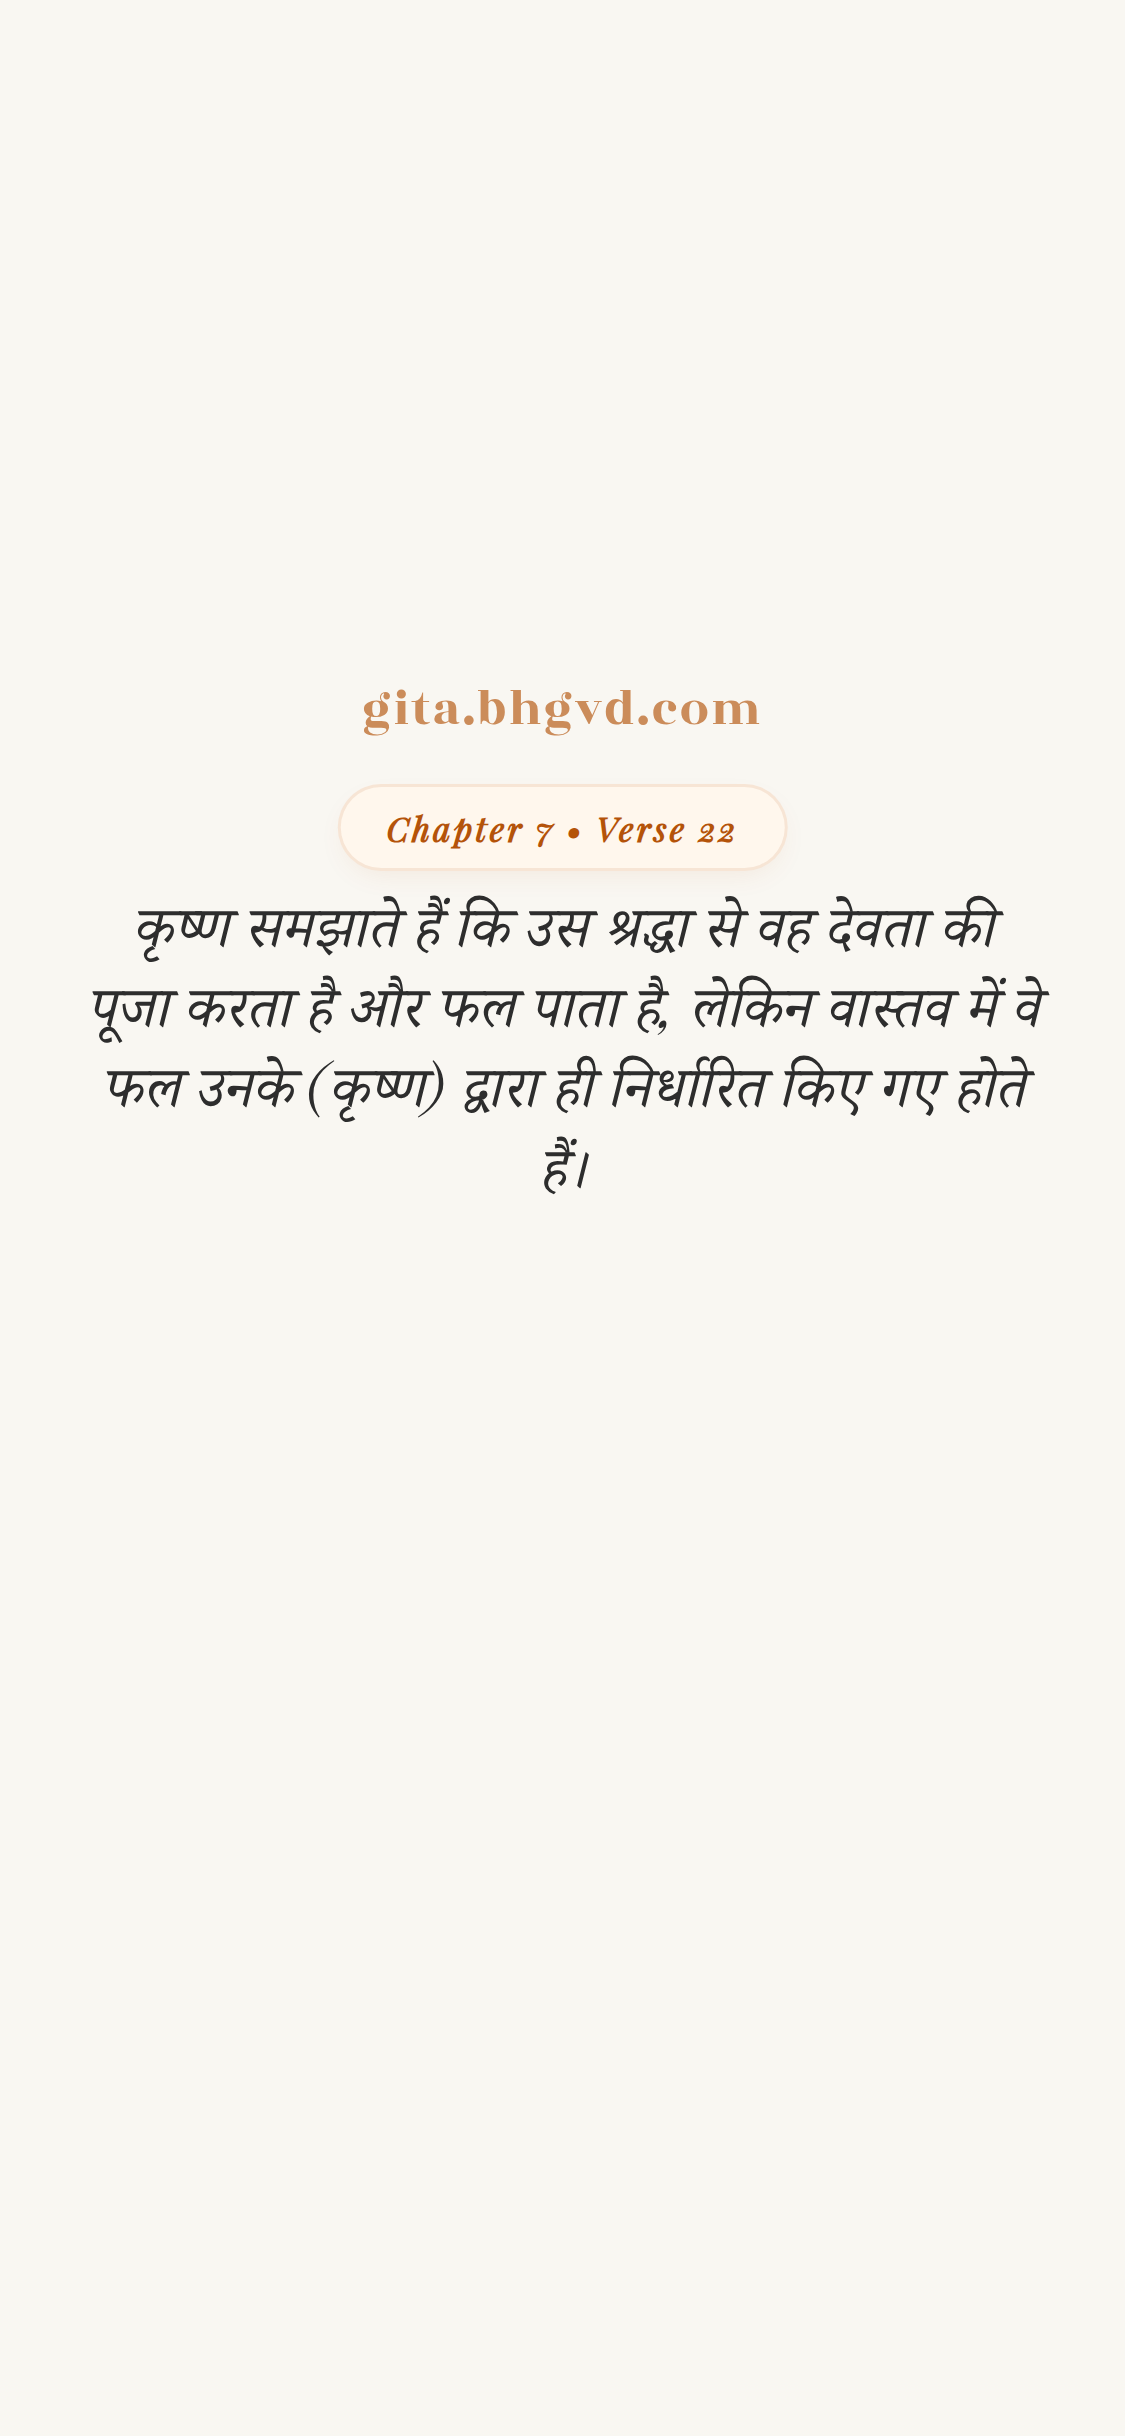 gita.bhgvd.com
Chapter 7 • Verse 22
कृष्ण समझाते हैं कि उस श्रद्धा से वह देवता की
पूजा करता है और फल पाता है, लेकिन वास्तव में वे
फल उनके (कृष्ण) द्वारा ही निर्धारित किए गए होते
हैं।